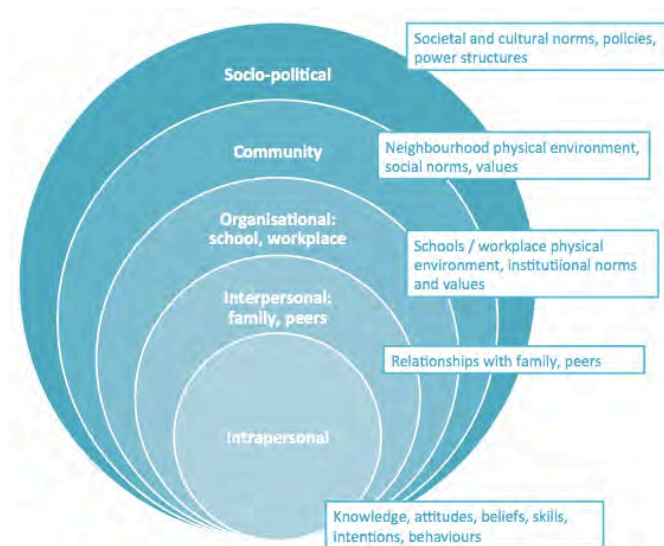 Societal and cultural norms, policies,
power structures
Socio-political
Community
Neighbourhood physical environment,
social norms, values
Organisational:
school, workplace
Schools / workplace physical
environment, institutiional norms
and values
Interpersonal:
family, peers
Relationships with family, peers
Intrapersonal
Knowledge, attitudes, beliefs, skills,
intentions, behaviours